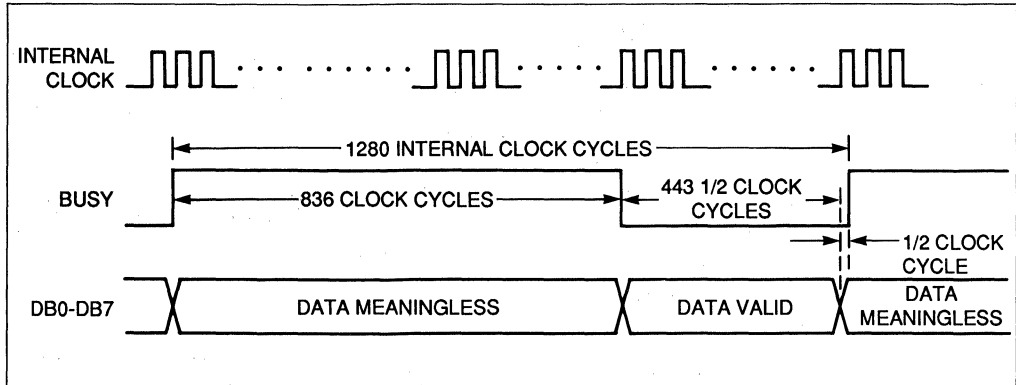 INTERNAL
CLOCK
1280 INTERNAL CLOCK CYCLES
BUSY
836 CLOCK CYCLES
443 1/2 CLOCK
CYCLES
1/2 CLOCK
CYCLE
DB0-DB7
DATA MEANINGLESS
DATA VALID
DATA
MEANINGLESS